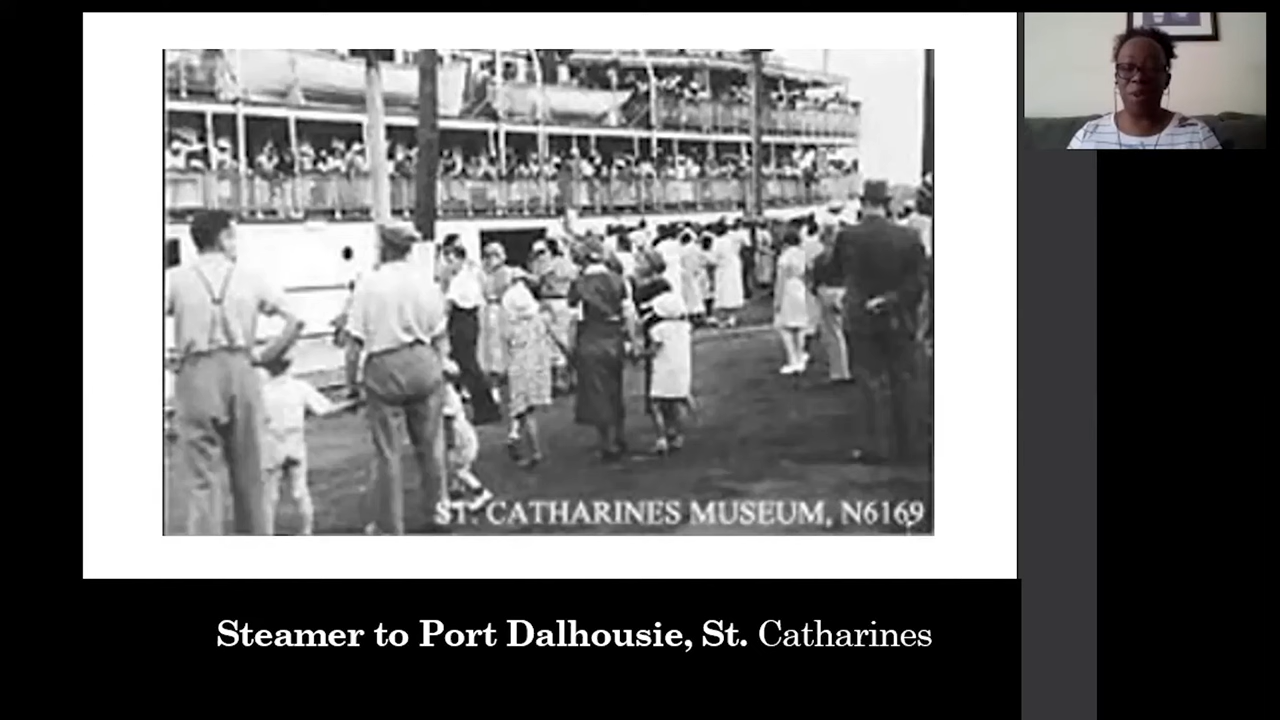 ST. CATHARINES MUSEUM, N6169
Steamer to Port Dalhousie, St. Catharines